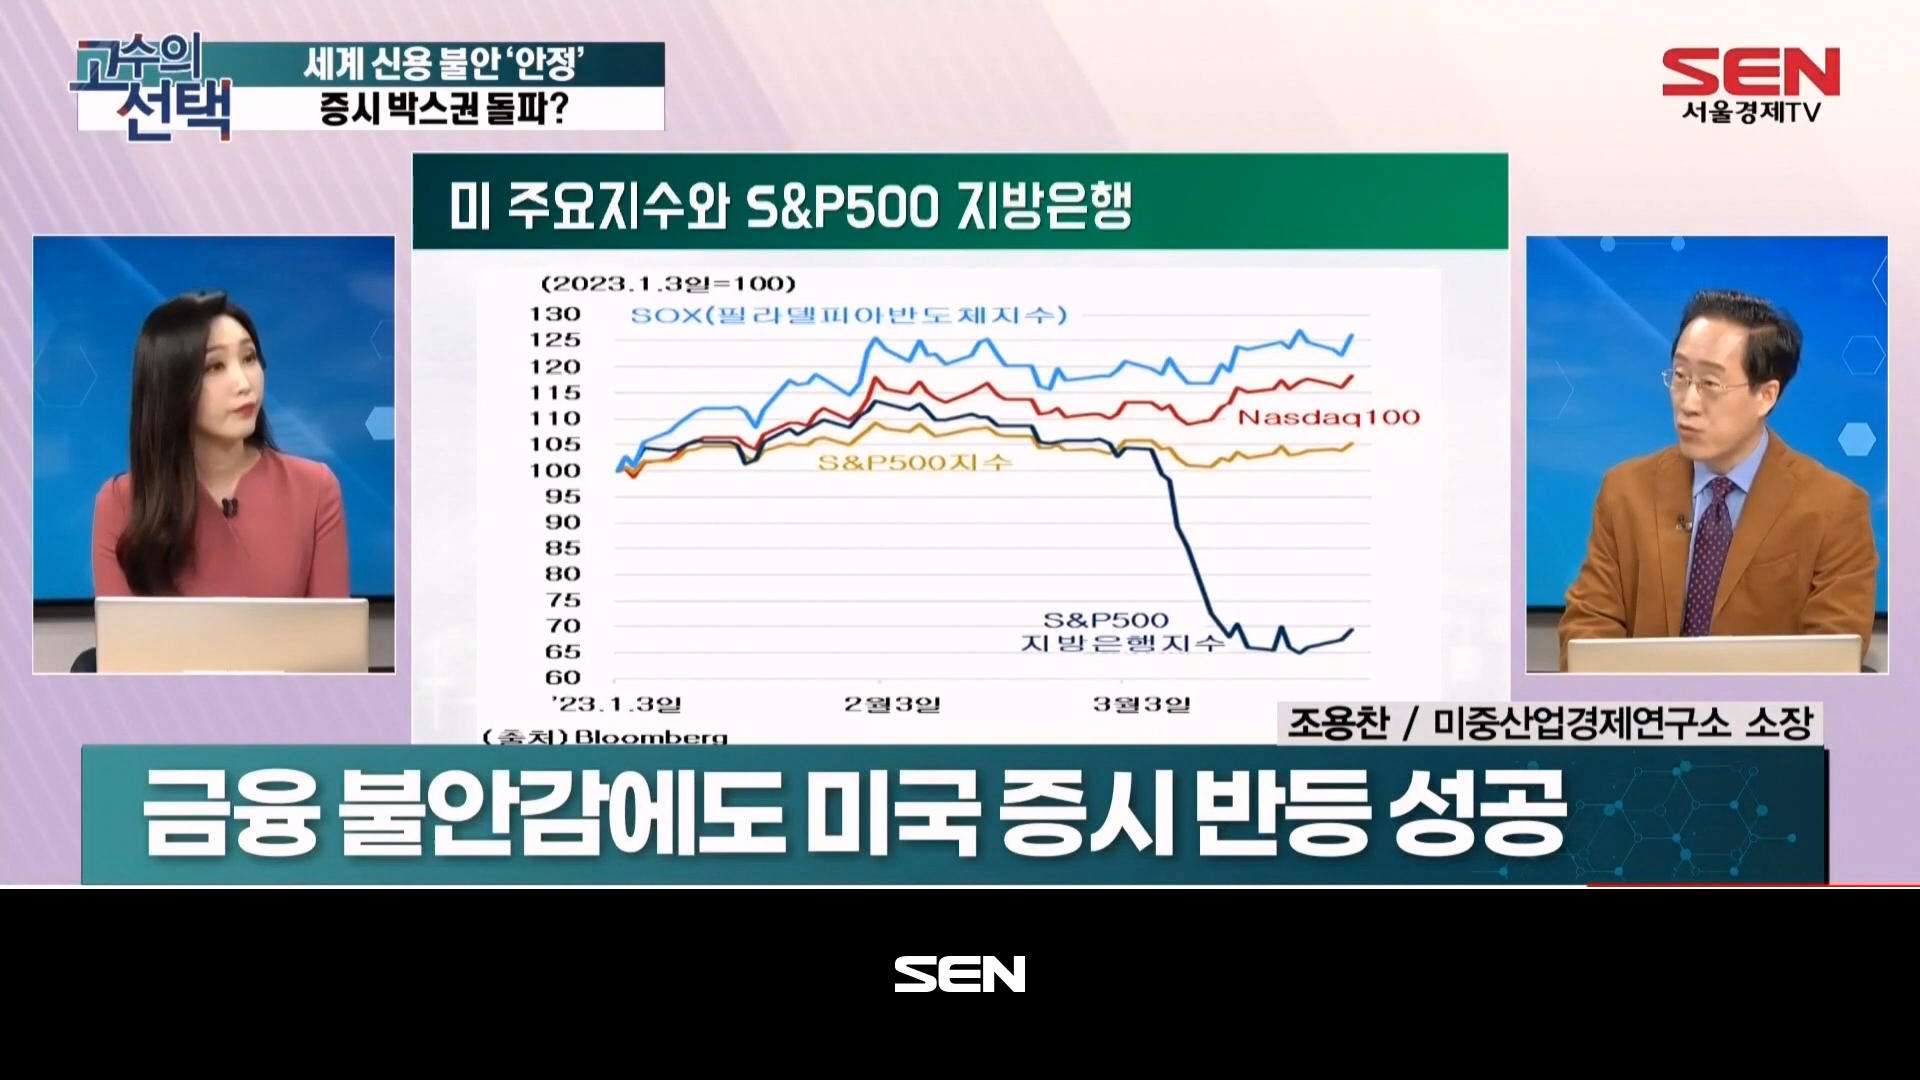 고수의
선택
세계 신용 불안 ‘안정’
증시 박스권 돌파?
SEN
서울경제TV
미 주요지수와 S&P500 지방은행
(2023.1.3일=100)
130
125
120
115
110
105
100
95
90
85
80
75
70
65
60
SOX(필라델피아반도체지수)
Nasdaq100
S&P500지수
S&P500
지방은행지수
'23.1.3일
2월3일
3월3일
(출처) Bloomberg
조용찬 / 미중산업경제연구소 소장
금융 불안감에도 미국 증시 반등 성공
SEN